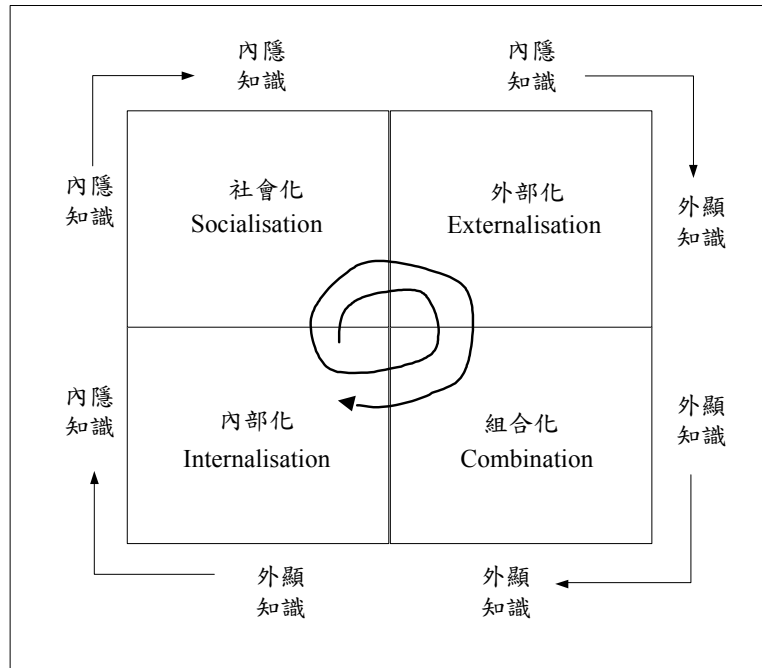 內隱
知識
內隱
知識
內隱
知識
社會化
Socialisation
外部化
Externalisation
外顯
知識
內隱
知識
內部化
Internalisation
組合化
Combination
外顯
知識
外顯
知識
外顯
知識